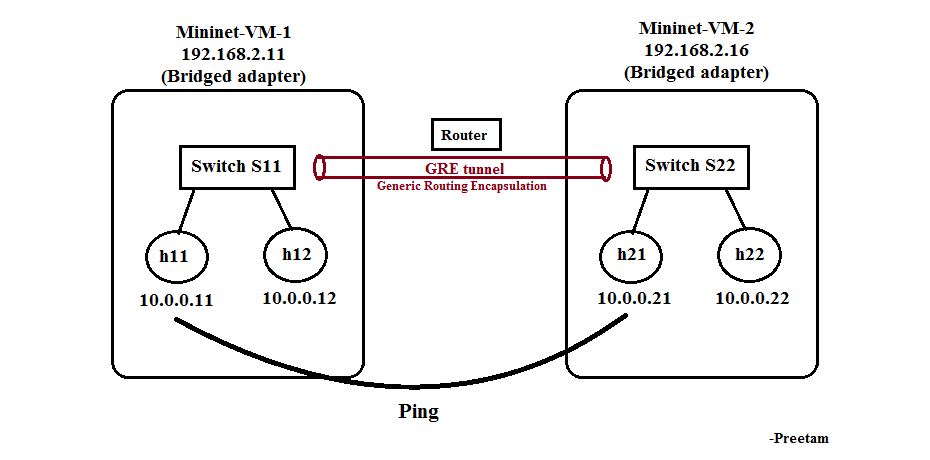 Mininet-VM-1
192.168.2.11
(Bridged adapter)
Mininet-VM-2
192.168.2.16
(Bridged adapter)
Router
Switch S11
GRE tunnel
Generic Routing Encapsulation
Switch S22
h11
h12
h21
h22
10.0.0.11
10.0.0.12
10.0.0.21
10.0.0.22
Ping
-Preetam